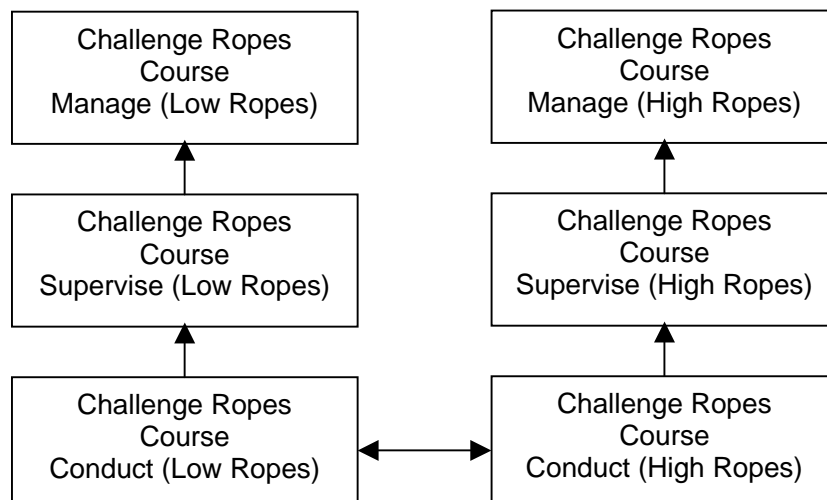 Challenge Ropes
Course
Manage (Low Ropes)
Challenge Ropes
Course
Manage (High Ropes)
Challenge Ropes
Course
Supervise (Low Ropes)
Challenge Ropes
Course
Supervise (High Ropes)
Challenge Ropes
Course
Conduct (Low Ropes)
Challenge Ropes
Course
Conduct (High Ropes)